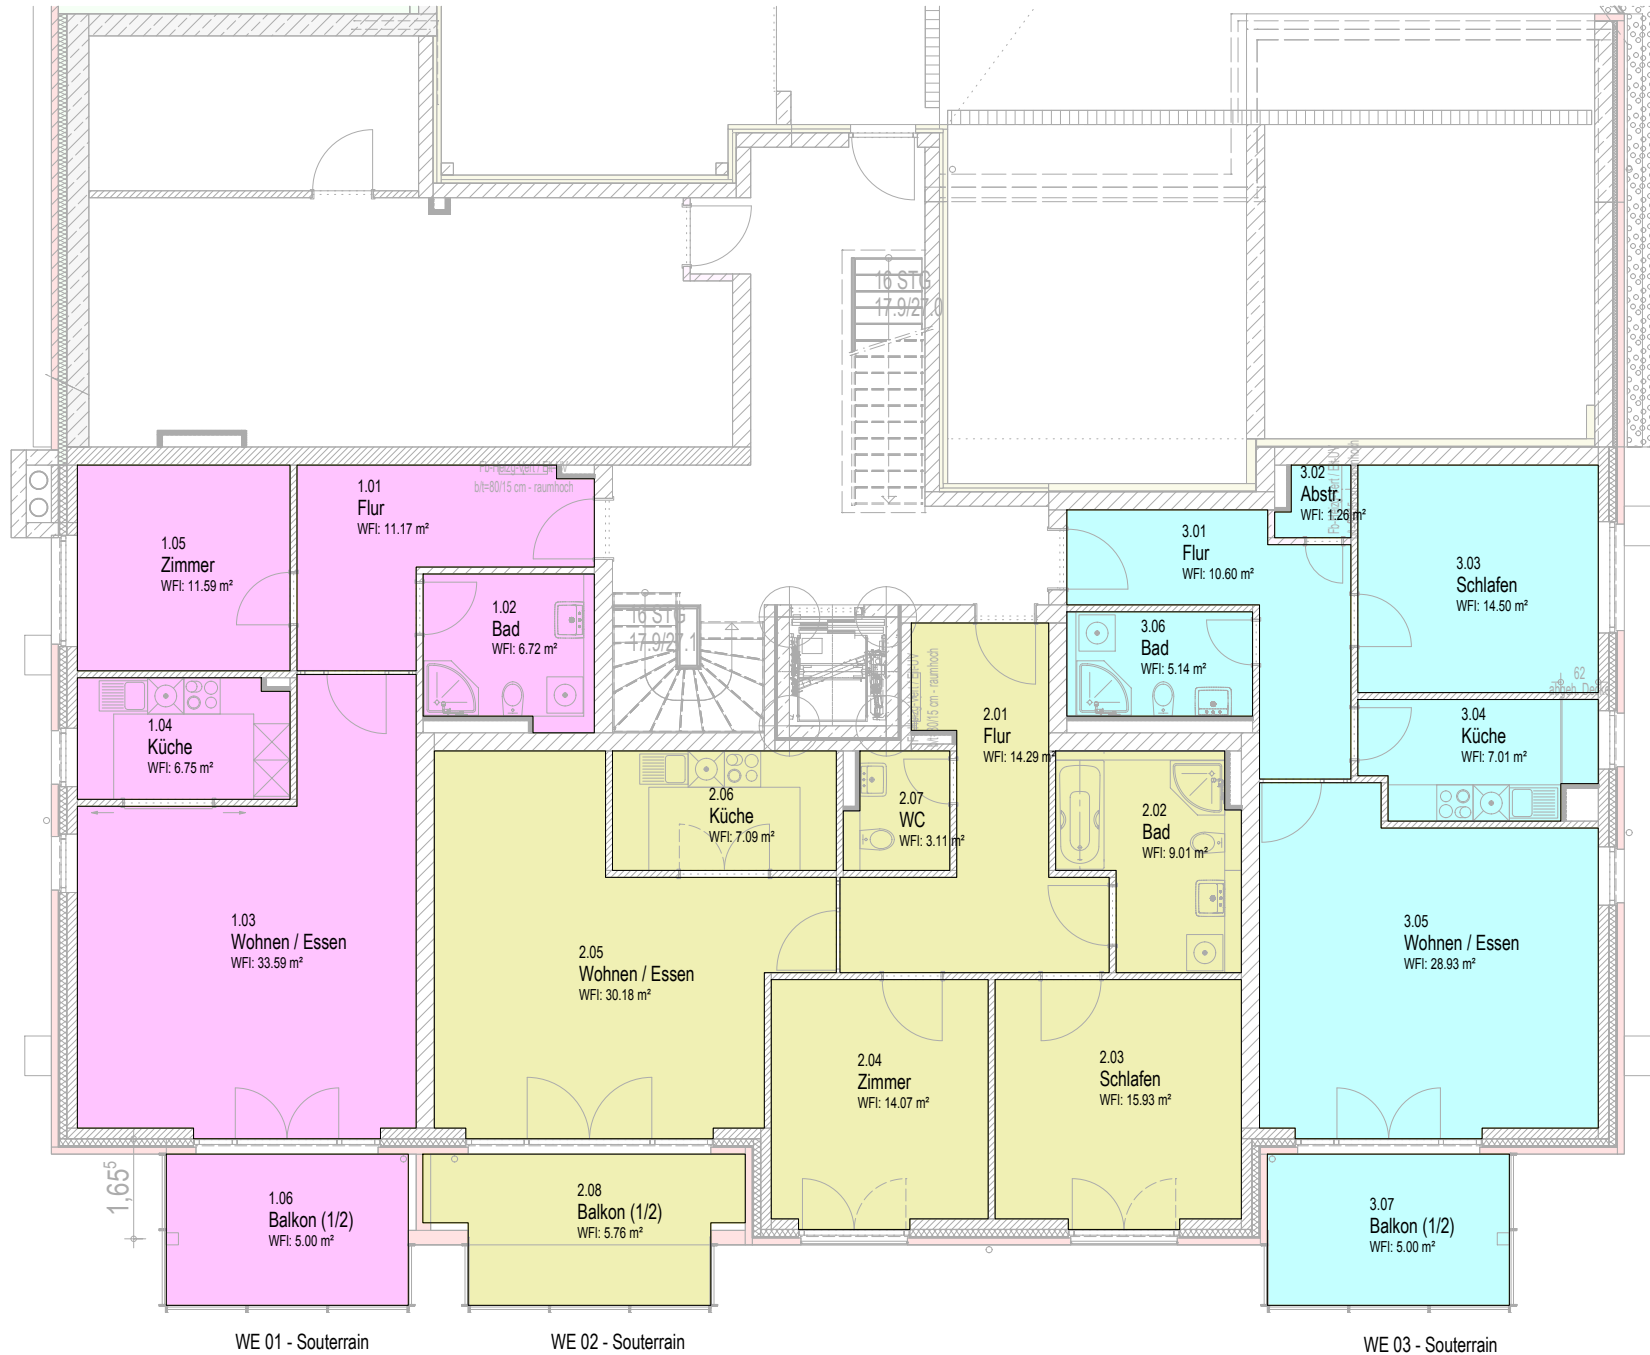 16 STG
17.9/27.0
1.01
Flur
WFl: 11.17 m²
b/t=80/15 cm - raumhoch
1.05
Zimmer
WFl: 11.59 m²
1.02
Bad
WFl: 6.72 m²
16 STG
17.9/27.1
1.04
Küche
WFl: 6.75 m²
1.03
Wohnen / Essen
WFl: 33.59 m²
1.06
Balkon (1/2)
WFl: 5.00 m²
1,65⁵
2.01
Flur
WFl: 14.29 m²
2.06
Küche
WFl: 7.09 m²
2.07
WC
WFl: 3.11 m²
2.02
Bad
WFl: 9.01 m²
2.05
Wohnen / Essen
WFl: 30.18 m²
2.04
Zimmer
WFl: 14.07 m²
2.03
Schlafen
WFl: 15.93 m²
2.08
Balkon (1/2)
WFl: 5.76 m²
3.02
Abstr.
WFl: 1.26 m²
3.01
Flur
WFl: 10.60 m²
3.03
Schlafen
WFl: 14.50 m²
3.06
Bad
WFl: 5.14 m²
62
3.04
Küche
WFl: 7.01 m²
3.05
Wohnen / Essen
WFl: 28.93 m²
3.07
Balkon (1/2)
WFl: 5.00 m²
WE 01 - Souterrain
WE 02 - Souterrain
WE 03 - Souterrain